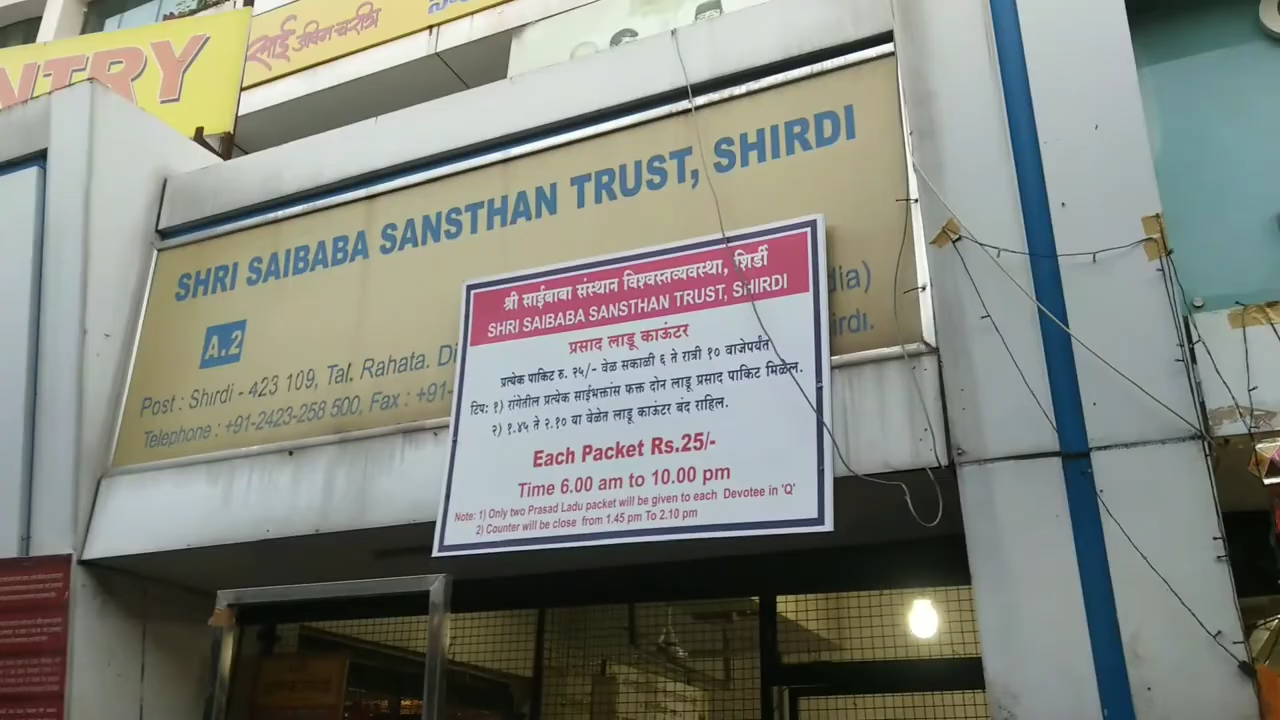 NTRY
साई जीवन चरित्र
SHRI SAIBABA SANSTHAN TRUST, SHIRDI
A.2
Post : Shirdi - 423 109, Tal. Rahata. Di
dia)
Telephone : +91-2423-258 500, Fax : +91-
irdi.
श्री साईबाबा संस्थान विश्वस्तव्यवस्था, शिर्डी
SHRI SAIBABA SANSTHAN TRUST, SHIRDI
प्रसाद लाडू काऊंटर
प्रत्येक पाकिट रु. २५/- वेळ सकाळी ६ ते रात्री १० वाजेपर्यंत
टिप: १) रांगेतील प्रत्येक साईभक्तांस फक्त दोन लाडू प्रसाद पाकिट मिळेल.
२) १.४५ ते २.१० या वेळेत लाडू काऊंटर बंद राहिल.
Each Packet Rs.25/-
Time 6.00 am to 10.00 pm
Note: 1) Only two Prasad Ladu packet will be given to each Devotee in 'Q'
2) Counter will be close from 1.45 pm To 2.10 pm